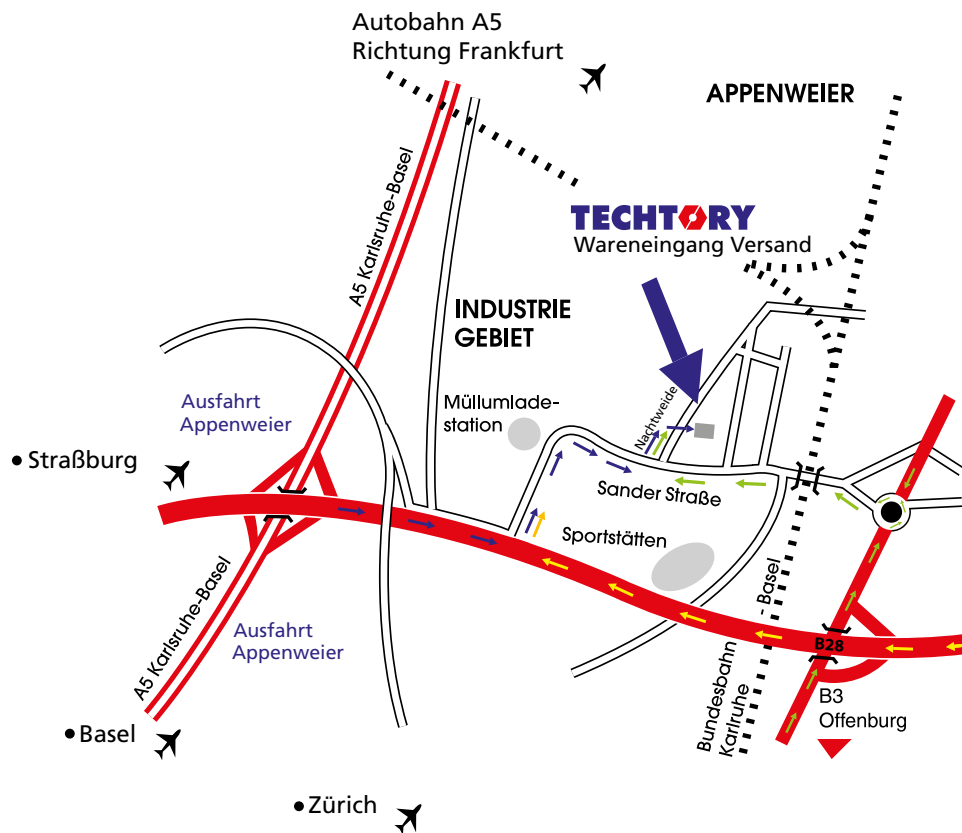 Autobahn A5
Richtung Frankfurt
APPENWEIER
A5 Karlsruhe-Basel
TECHTORY
Wareneingang Versand
INDUSTRIE
GEBIET
Ausfahrt
Appenweier
Müllumlade-
station
Nachtweide
• Straßburg
Sander Straße
Sportstätten
A5 Karlsruhe-Basel
Ausfahrt
Appenweier
Bundesbahn
Karlruhe - Basel
B28
B3
Offenburg
• Basel
• Zürich